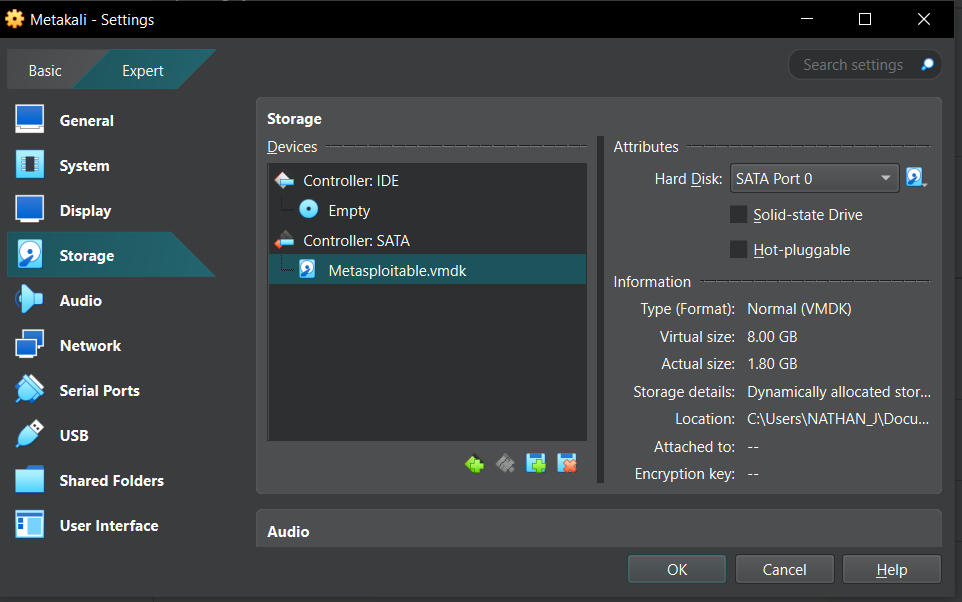 Metakali - Settings
Basic
Expert
Search settings
General
System
Display
Storage
Audio
Network
Serial Ports
USB
Shared Folders
User Interface
Storage
Devices
Controller: IDE
Empty
Controller: SATA
Metasploitable.vmdk
Attributes
Hard Disk: SATA Port 0
Solid-state Drive
Hot-pluggable
Information
Type (Format): Normal (VMDK)
Virtual size: 8.00 GB
Actual size: 1.80 GB
Storage details: Dynamically allocated stor...
Location: C:\Users\NATHAN_J\Docu...
Attached to: --
Encryption key: --
Audio
OK
Cancel
Help